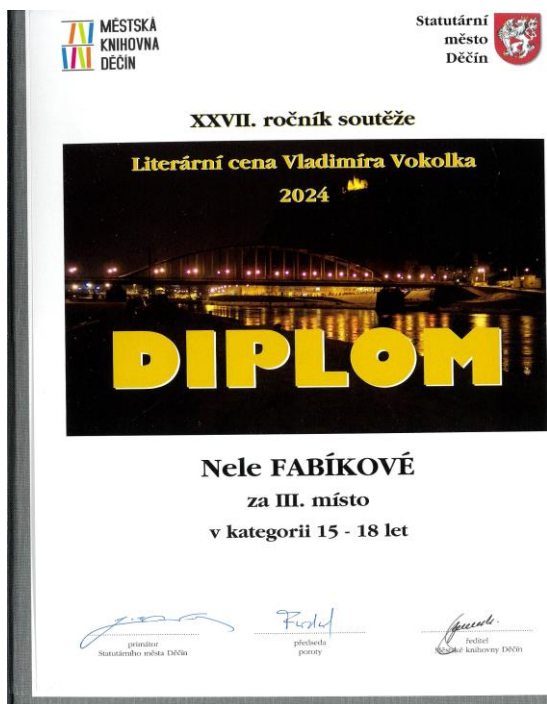 MĚSTSKÁ
KNIHOVNA
DĚČÍN
Statutární
město
Děčín
XXVII. ročník soutěže
Literární cena Vladimíra Vokolka
2024
DIPLOM
Nele FABÍKOVÉ
za III. místo
v kategorii 15 - 18 let
primátor
Statutárního města Děčín
předseda
poroty
ředitel
Městské knihovny Děčín